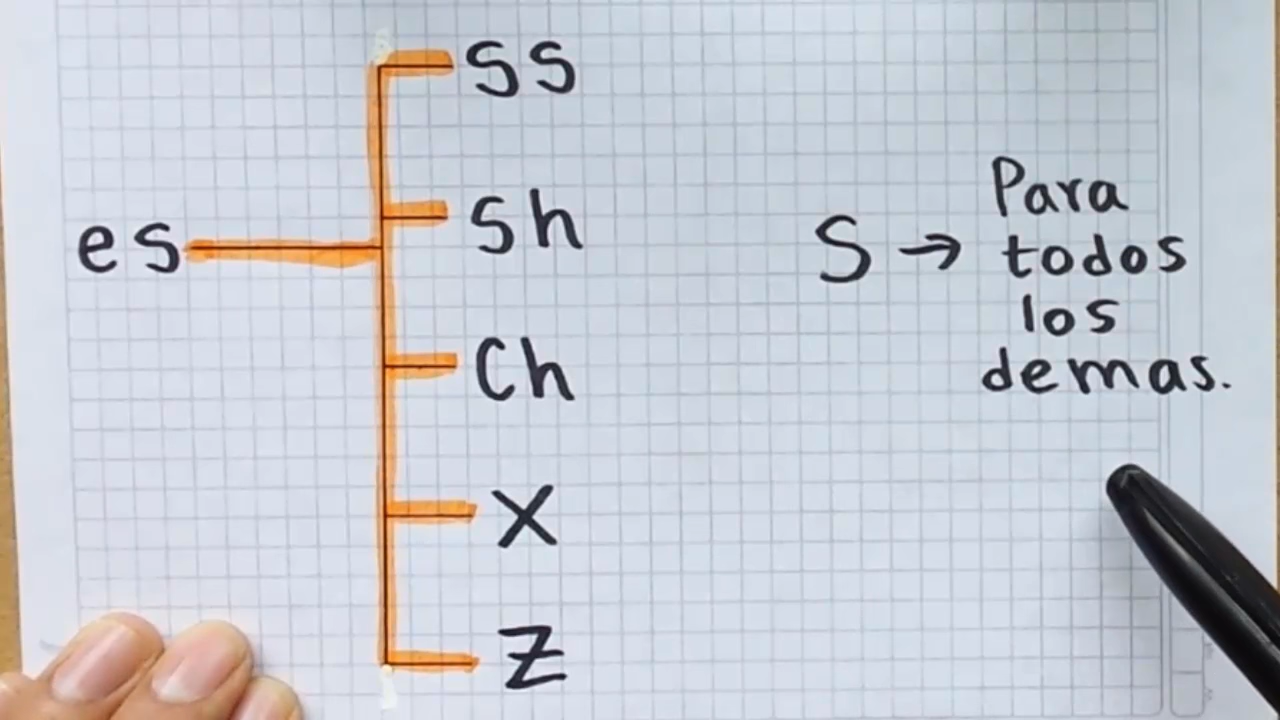 es
ss
sh
Ch
X
Z
S → Para
todos
los
demas.